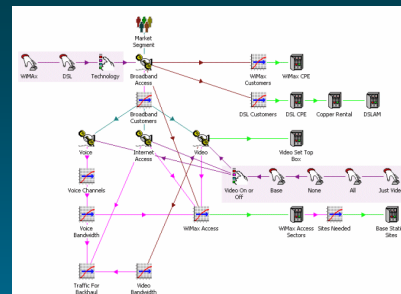 Market
Segment
WiMAx
DSL
Technology
Broadband
Access
WiMax
Customers
WiMax CPE
Broadband
Customers
DSL Customers
DSL CPE
Copper Rental
DSLAM
Voice
Internet
Access
Video
Video Set Top
Box
Voice Channels
Video On or
Off
Base
None
All
Just Video
Voice
Bandwidth
WiMax Access
WiMax Access
Sectors
Sites Needed
Base Stati
Sites
Traffic For
Backhaul
Video
Bandwidth